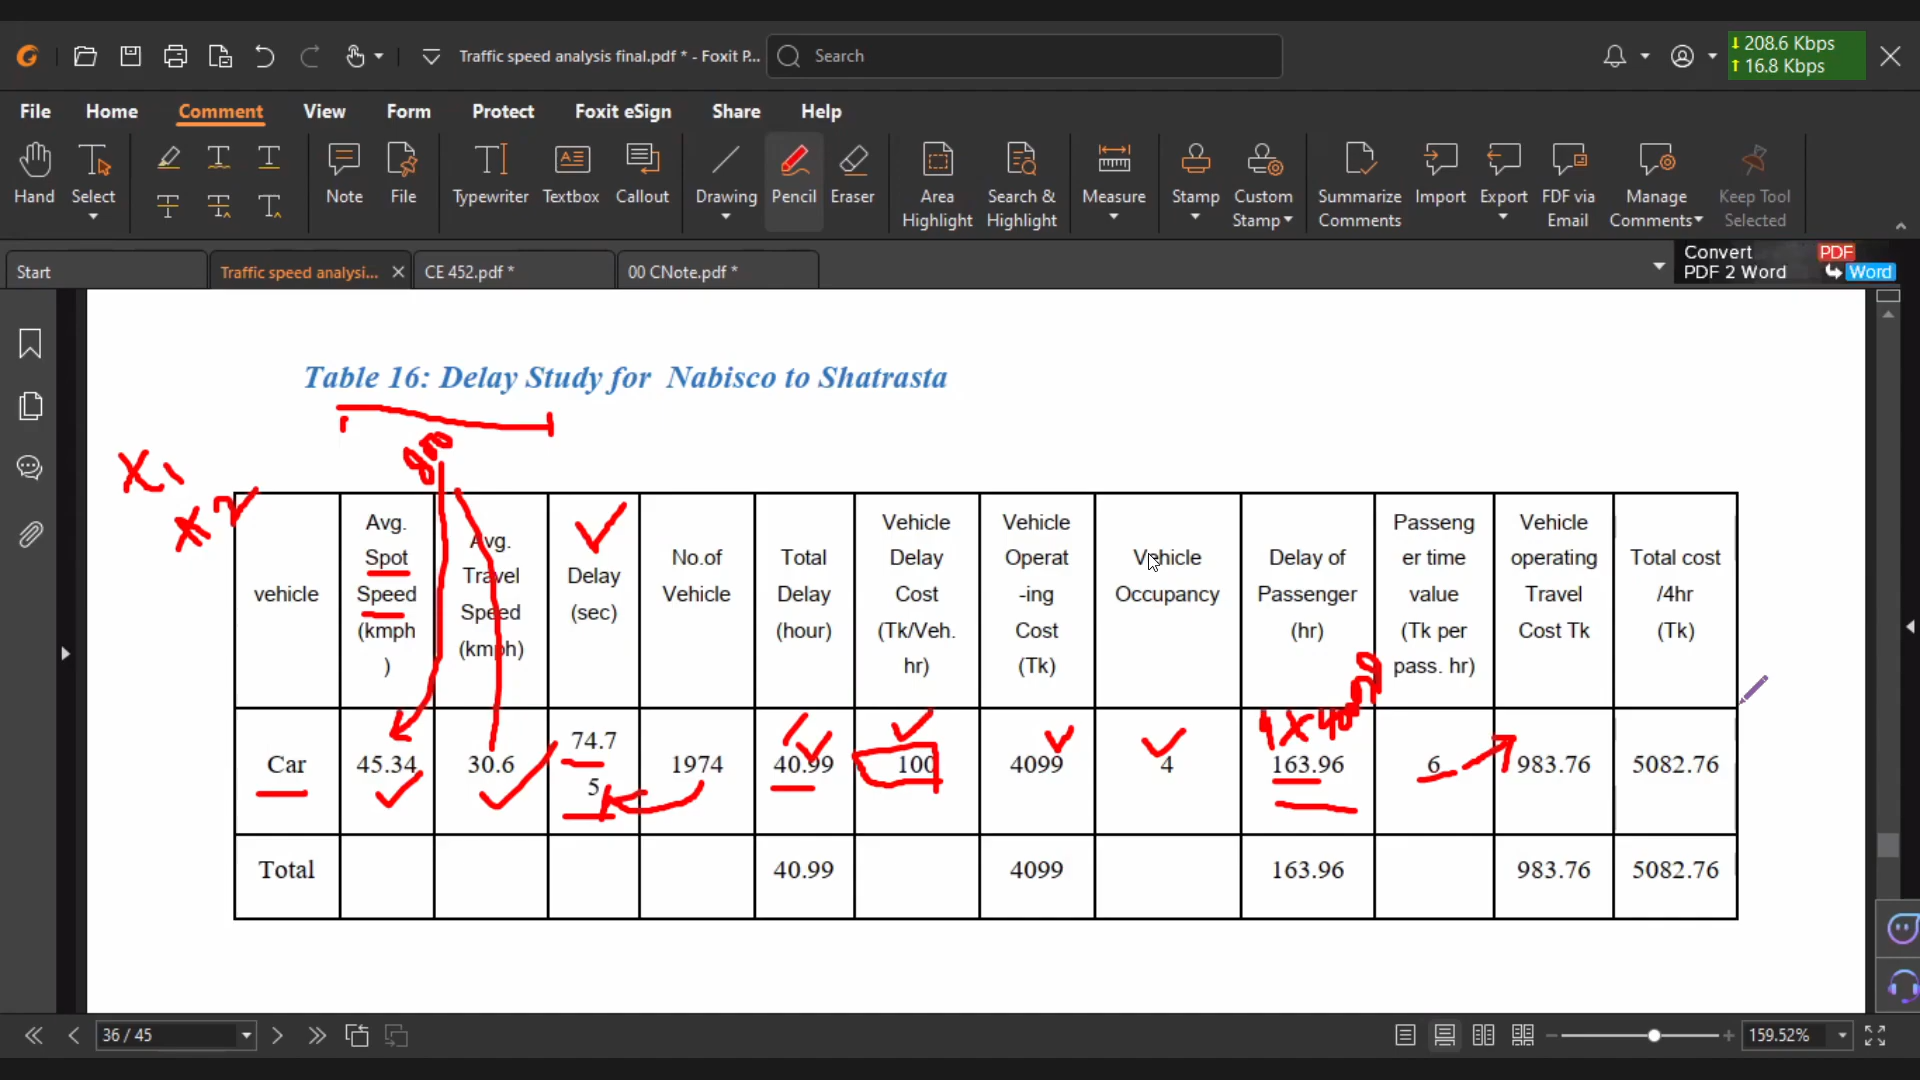 Traffic speed analysis final.pdf * - Foxit P...
Search
208.6 Kbps
16.8 Kbps
File Home Comment View Form Protect Foxit eSign Share Help
Hand Select Note File Typewriter Textbox Callout Drawing Pencil Eraser Area Highlight Search & Highlight Measure Stamp Custom Stamp Summarize Comments Import Export FDF via Email Manage Comments Keep Tool Selected
Start Traffic speed analysi... CE 452.pdf * 00 CNote.pdf *
Convert PDF
PDF 2 Word Word
Table 16: Delay Study for Nabisco to Shatrasta
X1
X2
vehicle
Avg.
Spot
Speed
(kmph
)
Avg.
Travel
Speed
(kmph)
Delay
(sec)
No.of
Vehicle
Total
Delay
(hour)
Vehicle
Delay
Cost
(Tk/Veh.
hr)
Vehicle
Operat
-ing
Cost
(Tk)
Vehicle
Occupancy
Delay of
Passenger
(hr)
Passeng
er time
value
(Tk per
pass. hr)
Vehicle
operating
Travel
Cost Tk
Total cost
/4hr
(Tk)
Car 45.34 30.6 74.7
5 1974 40.99 100 4099 4 163.96 6 983.76 5082.76
Total 40.99 4099 163.96 983.76 5082.76
36 / 45
159.52%